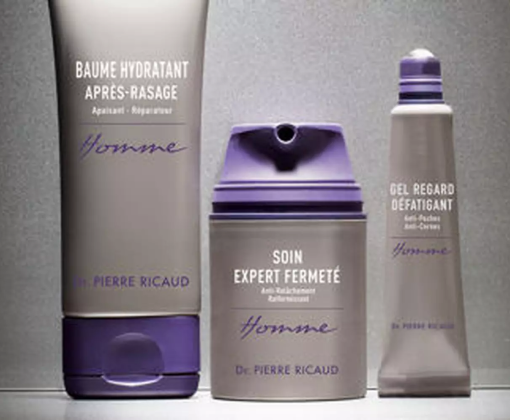 BAUME HYDRATANT
APRÈS-RASAGE
Apaisant - Réparateur
Homme
Dr. PIERRE RICAUD
SOIN
EXPERT FERMETÉ
Anti-Relâchement
Raffermissant
Homme
Dr. PIERRE RICAUD
GEL REGARD
DÉFATIGANT
Anti-Poches
Anti-Cernes
Homme
Dr. PIERRE RICAUD